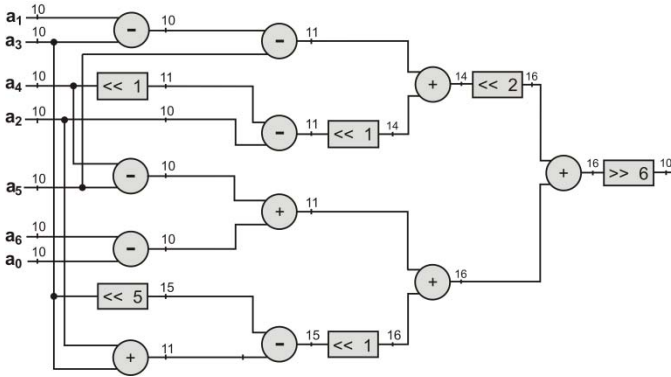 a1 10 - 10 - 11
a3 10
a4 10 << 1 11 + 14 << 2 16
a2 10 10 - 11 << 1 14
- 10 + 16 >> 6 10
a5 10 + 11
a6 10 - 10
a0 10 + 16
<< 5 15 - 15 << 1 16
+ 11